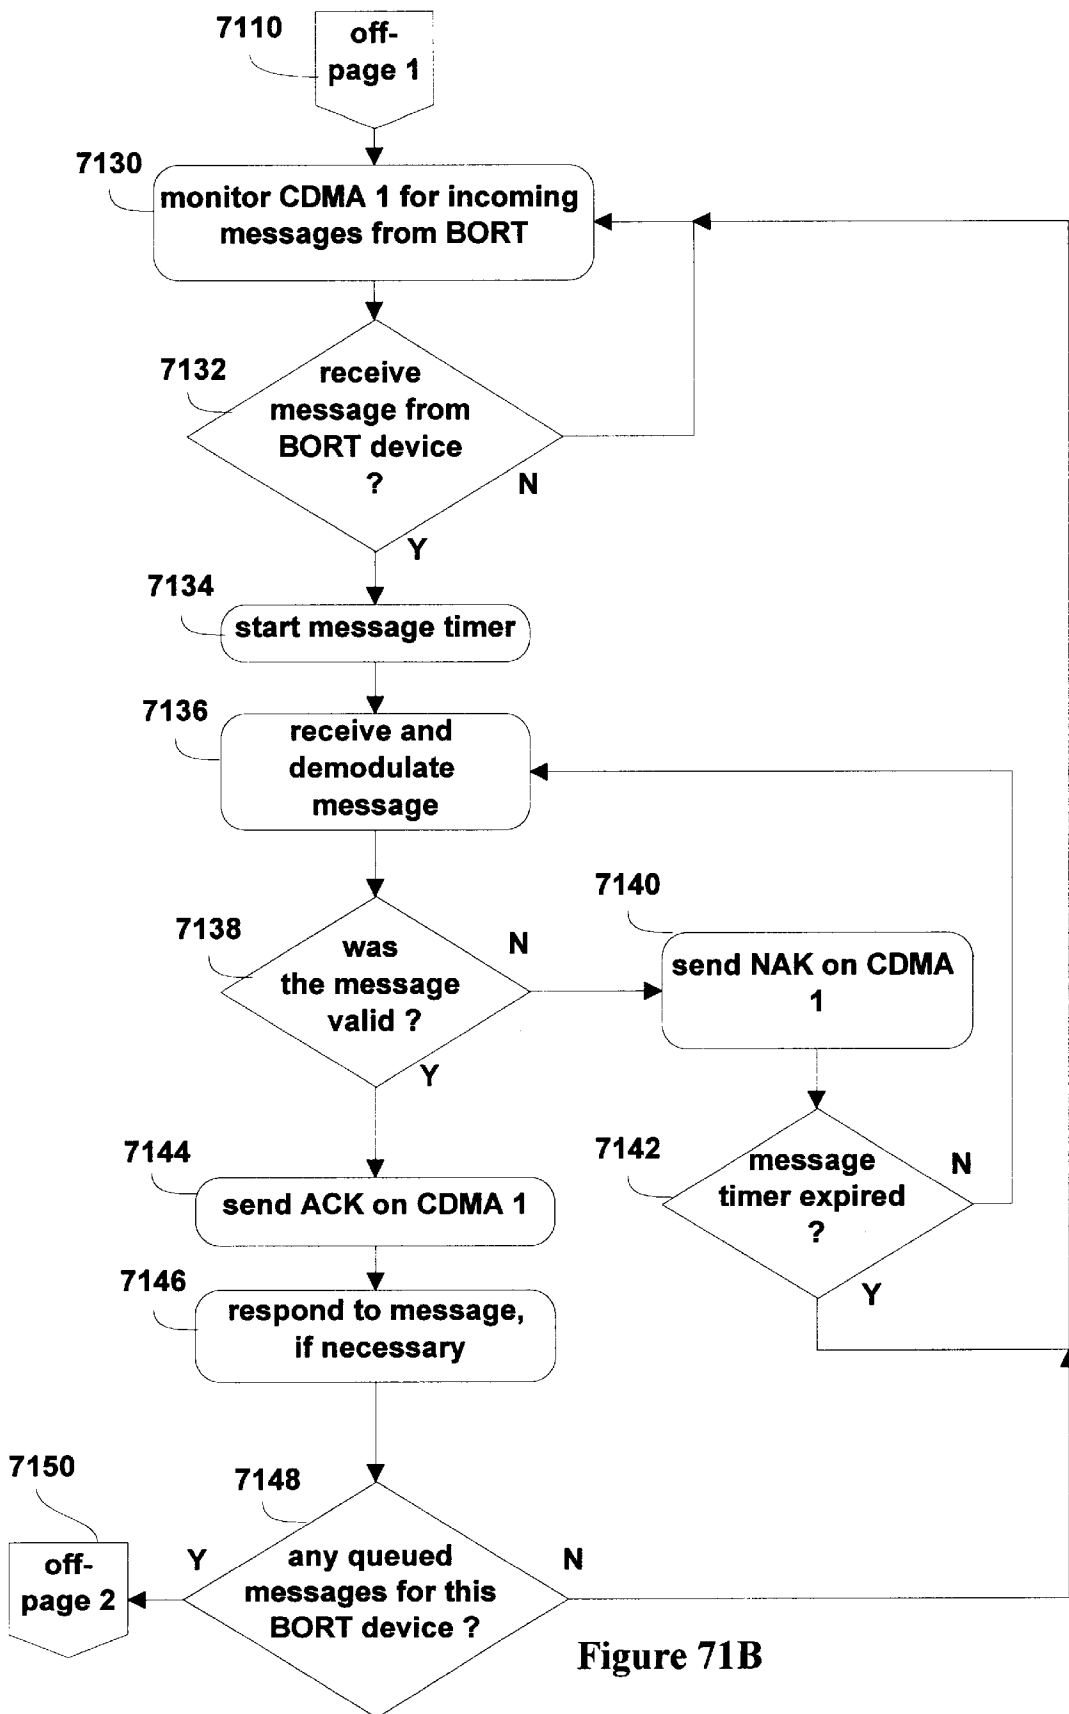 7110
off-
page 1
7130
monitor CDMA 1 for incoming
messages from BORT
7132
receive
message from
BORT device
?
N
Y
7134
start message timer
7136
receive and
demodulate
message
7138
was
the message
valid ?
N
Y
7140
send NAK on CDMA
1
7142
message
timer expired
?
N
Y
7144
send ACK on CDMA 1
7146
respond to message,
if necessary
7148
any queued
messages for this
BORT device ?
Y
N
7150
off-
page 2
Figure 71B